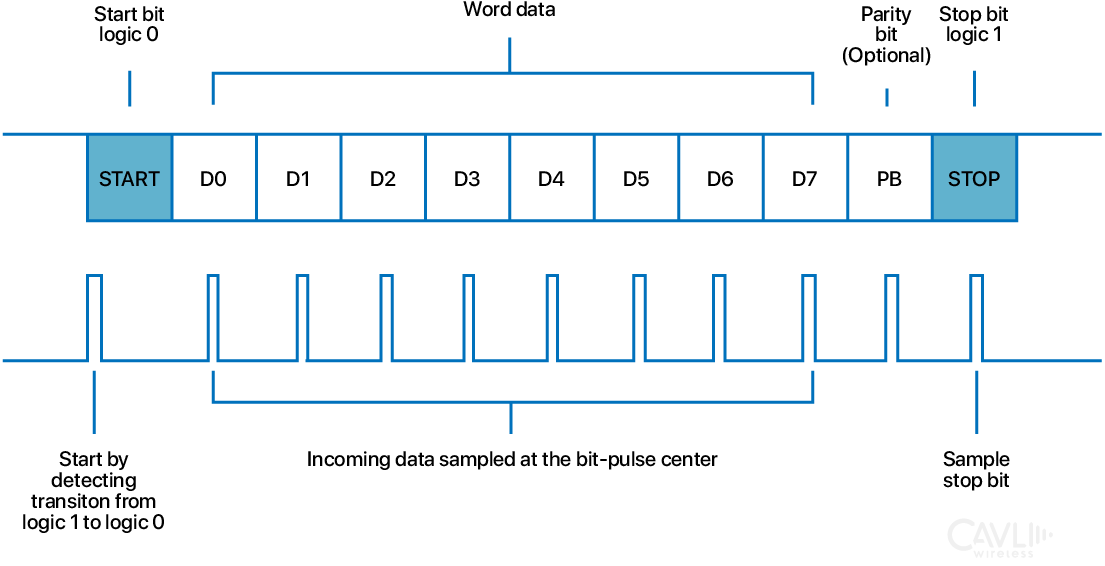 Start bit
logic 0
Word data
Parity
bit
(Optional)
Stop bit
logic 1
START
D0
D1
D2
D3
D4
D5
D6
D7
PB
STOP
Start by
detecting
transiton from
logic 1 to logic 0
Incoming data sampled at the bit-pulse center
Sample
stop bit
CAVLI
wireless